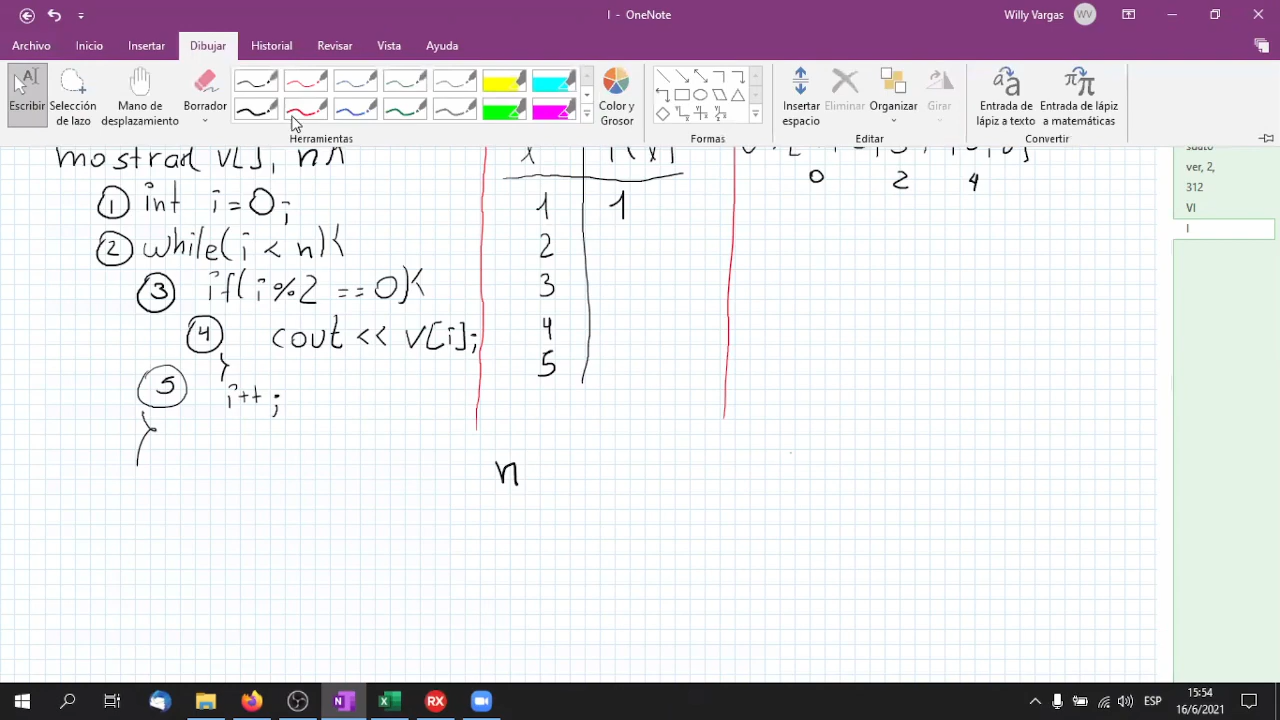 I - OneNote
Willy Vargas
WV
Archivo Inicio Insertar Dibujar Historial Revisar Vista Ayuda
Escribir
Selección de lazo
Mano de desplazamiento
Borrador
Color y Grosor
Insertar espacio
Eliminar
Organizar
Girar
Entrada de lápiz a texto
Entrada de lápiz a matemáticas
Herramientas
Formas
Editar
Convertir
ver, 2,
312
VI
I
V[], n){
① int i=0;
② while(i < n){
③ if(i%2 == 0){
④ cout << V[i];
}
⑤ i++;
}
1 1
2
3
4
5
n
0 2 4
ESP
15:54
16/6/2021